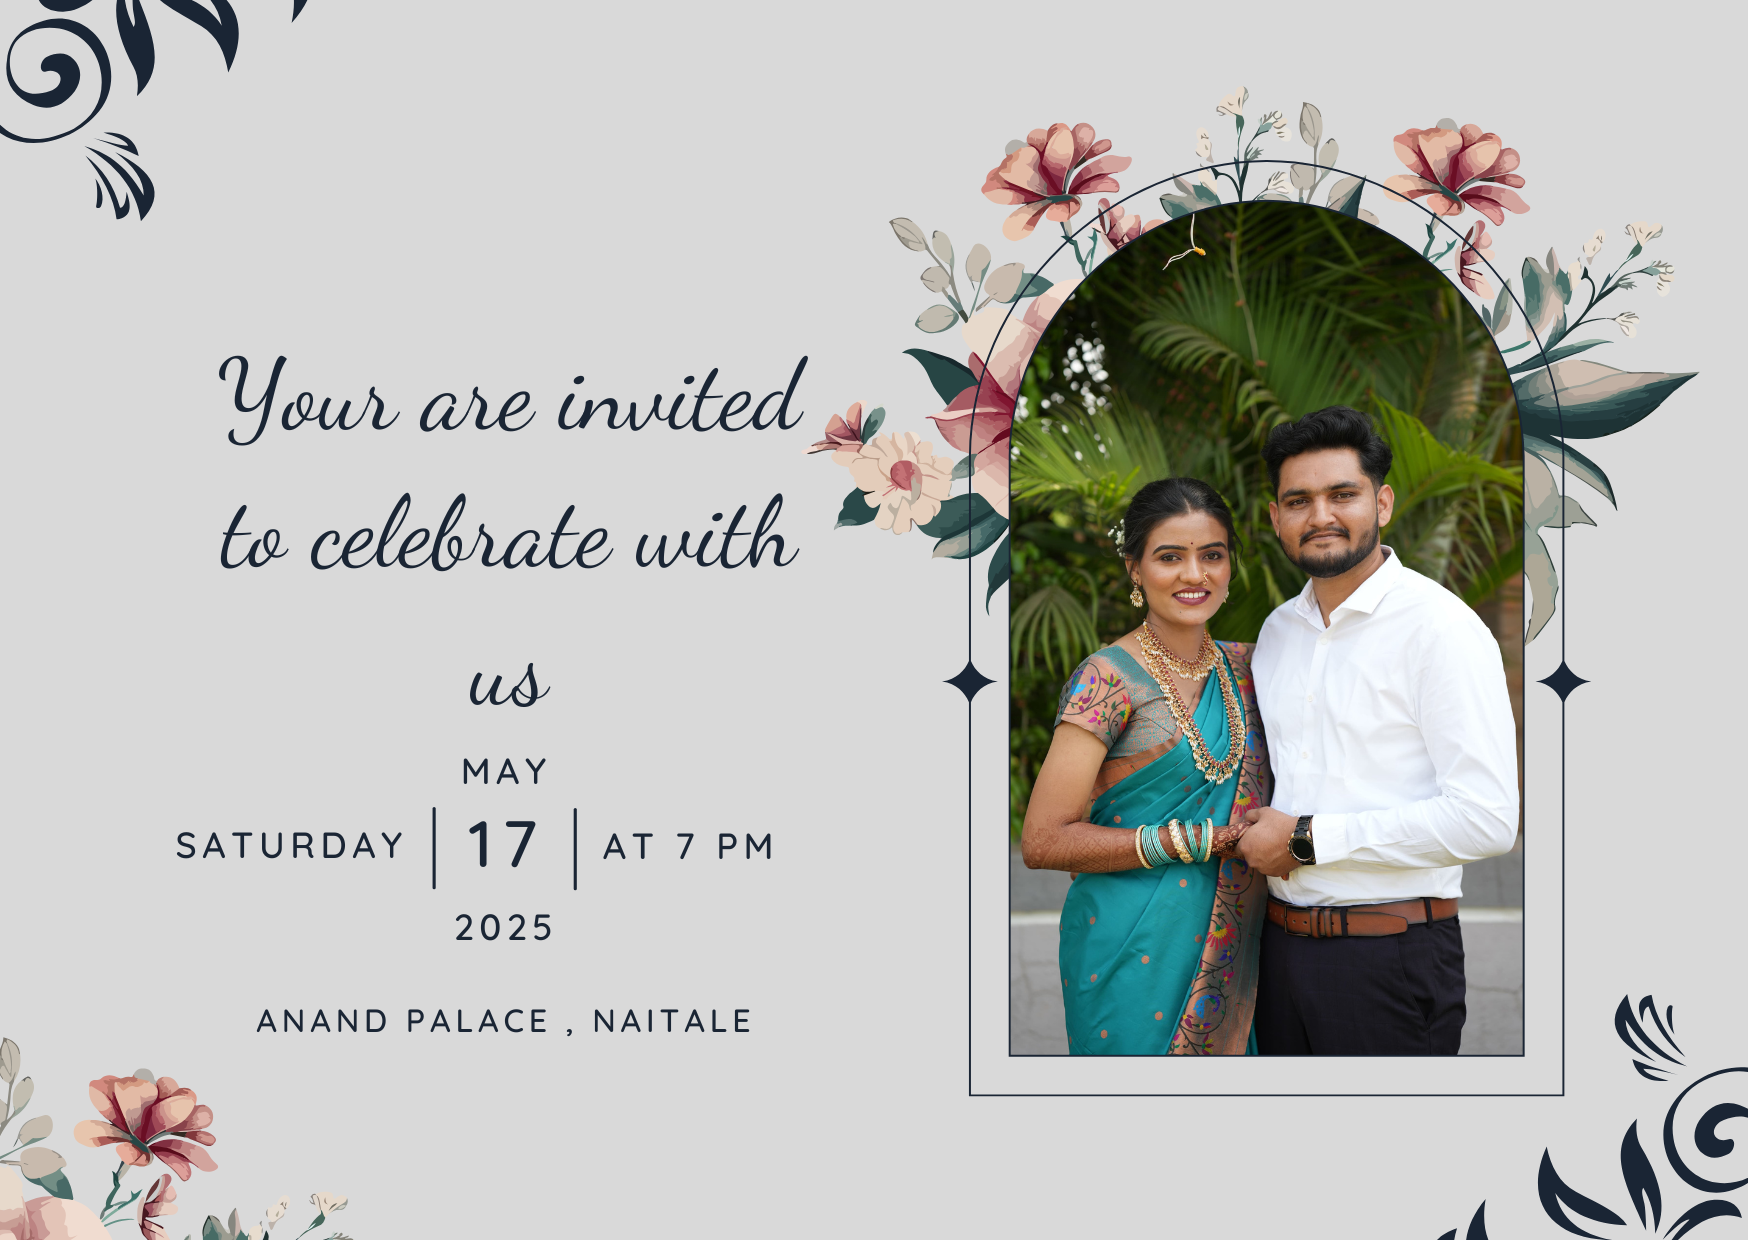 Your are invited
to celebrate with
us
MAY
SATURDAY 17 AT 7 PM
2025
ANAND PALACE , NAITALE